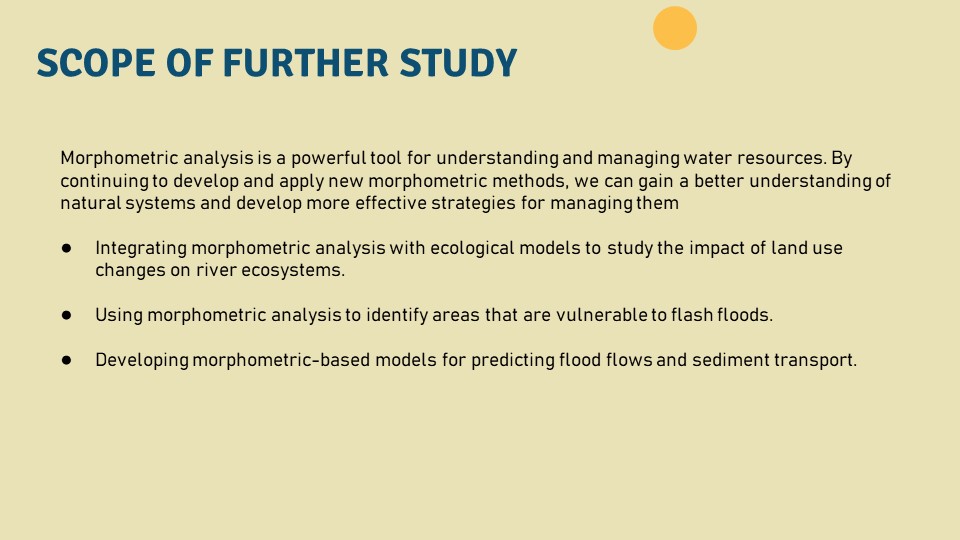 SCOPE OF FURTHER STUDY
Morphometric analysis is a powerful tool for understanding and managing water resources. By
continuing to develop and apply new morphometric methods, we can gain a better understanding of
natural systems and develop more effective strategies for managing them
● Integrating morphometric analysis with ecological models to study the impact of land use
changes on river ecosystems.
● Using morphometric analysis to identify areas that are vulnerable to flash floods.
● Developing morphometric-based models for predicting flood flows and sediment transport.